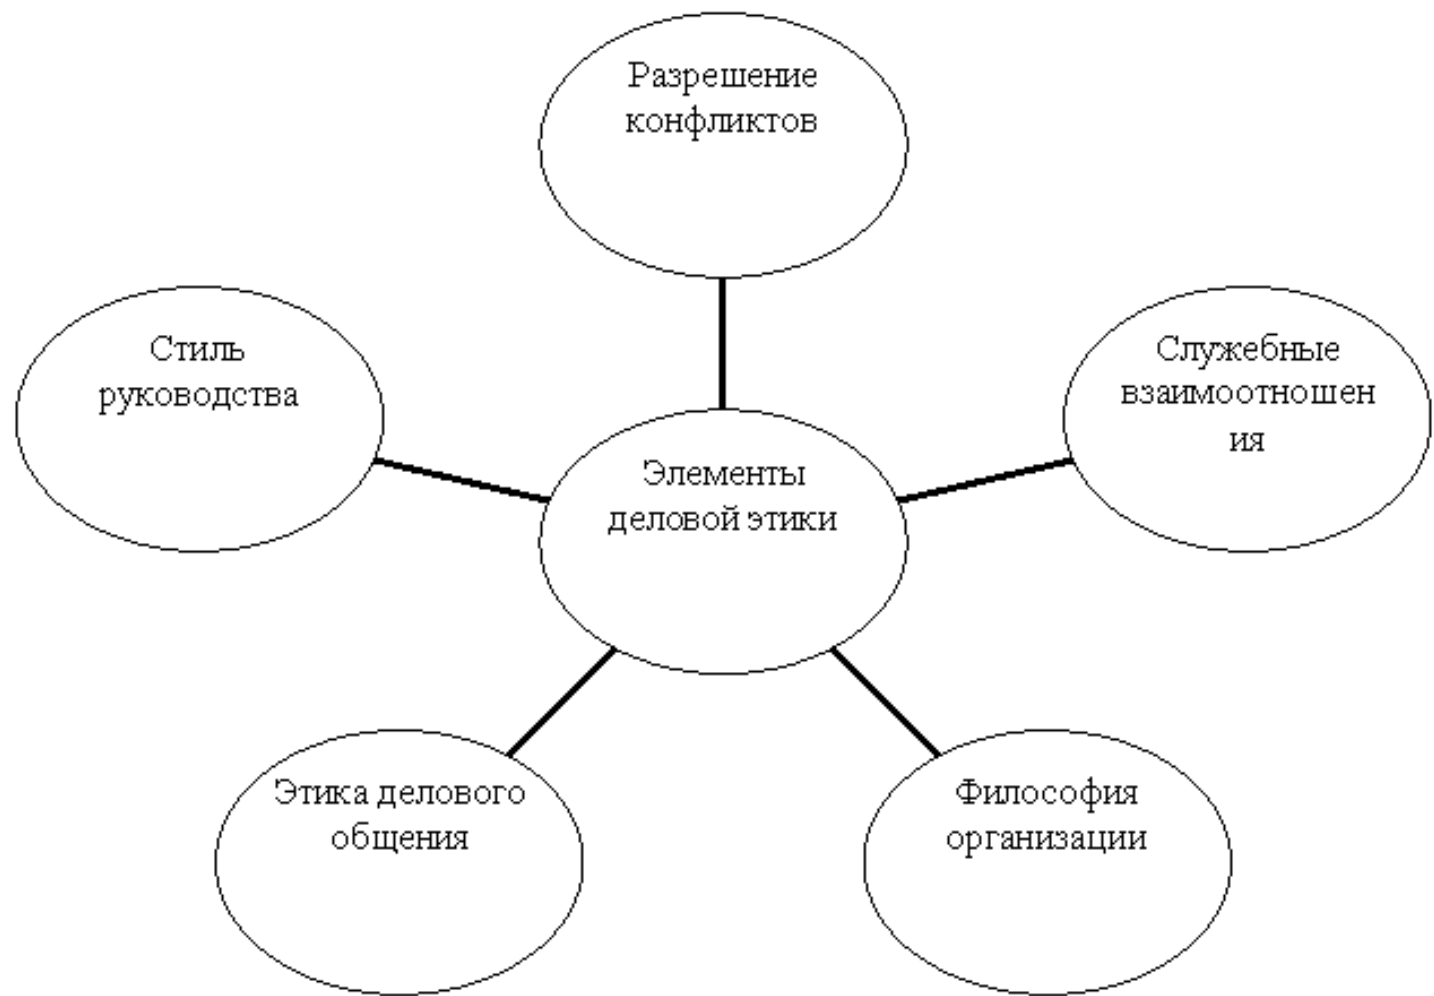 Разрешение
конфликтов
Стиль
руководства
Служебные
взаимоотношен
ия
Элементы
деловой этики
Этика делового
общения
Философия
организации